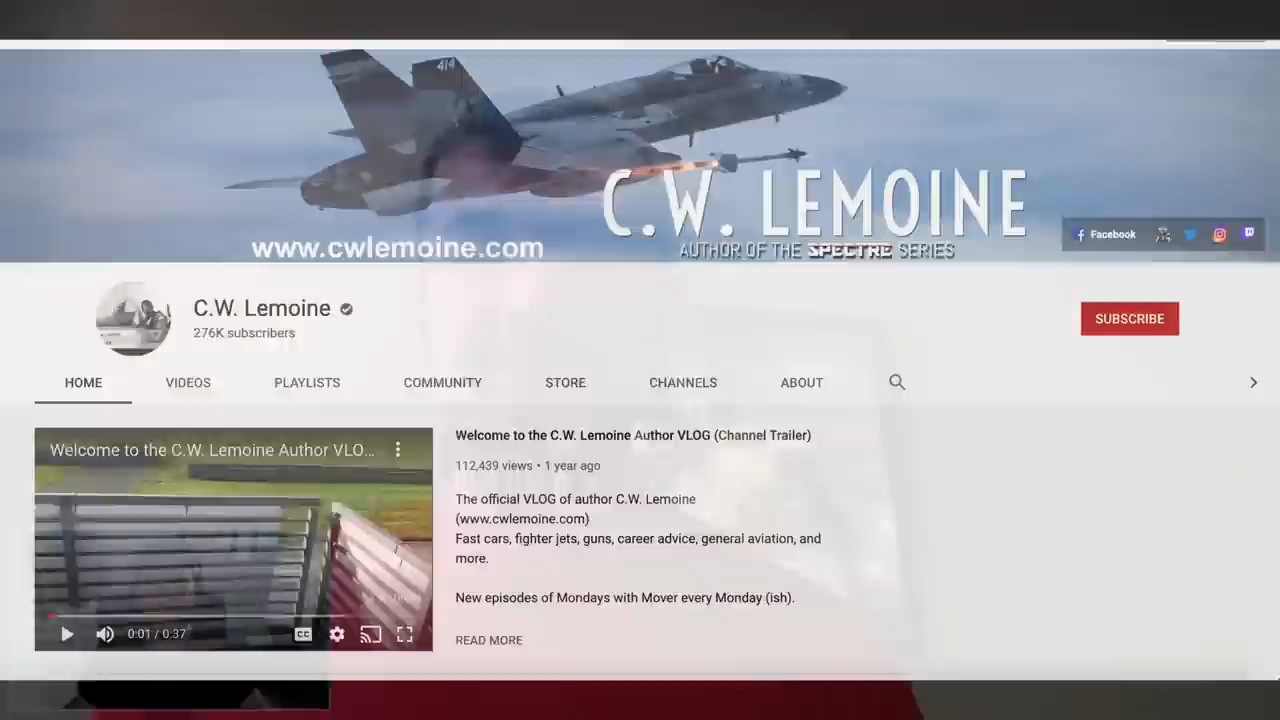 414
C.W. LEMOINE
www.cwlemoine.com
AUTHOR OF THE SPECTRE SERIES
Facebook
C.W. Lemoine
276K subscribers
SUBSCRIBE
HOME VIDEOS PLAYLISTS COMMUNITY STORE CHANNELS ABOUT
Welcome to the C.W. Lemoine Author VLO...
0:01 / 0:37
CC
Welcome to the C.W. Lemoine Author VLOG (Channel Trailer)
112,439 views • 1 year ago
The official VLOG of author C.W. Lemoine
(www.cwlemoine.com)
Fast cars, fighter jets, guns, career advice, general aviation, and
more.
New episodes of Mondays with Mover every Monday (ish).
READ MORE